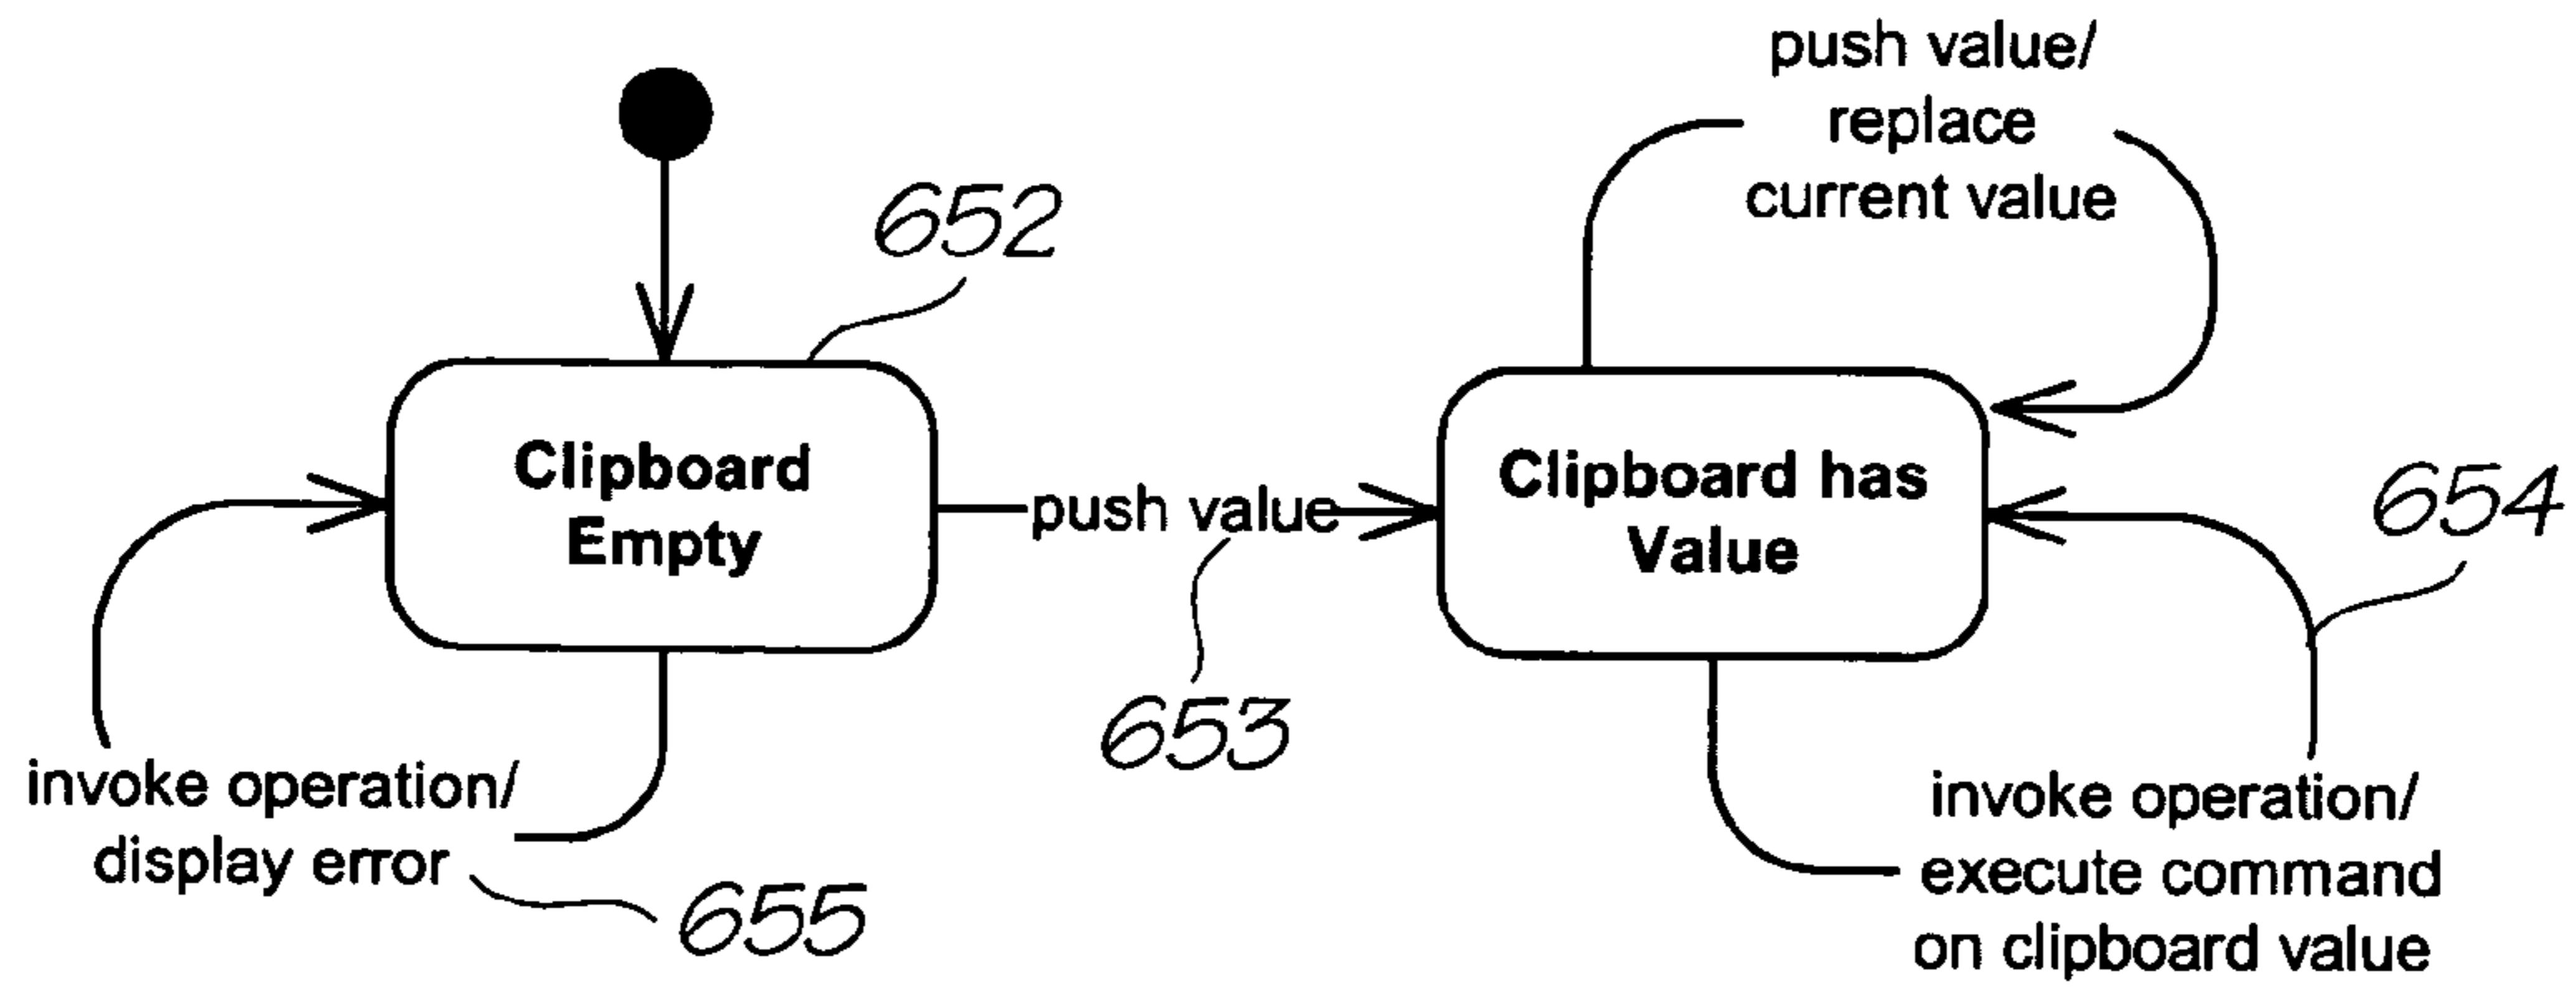 push value/
replace
current value
652
Clipboard
Empty
push value
Clipboard has
Value
654
653
invoke operation/
display error
655
invoke operation/
execute command
on clipboard value